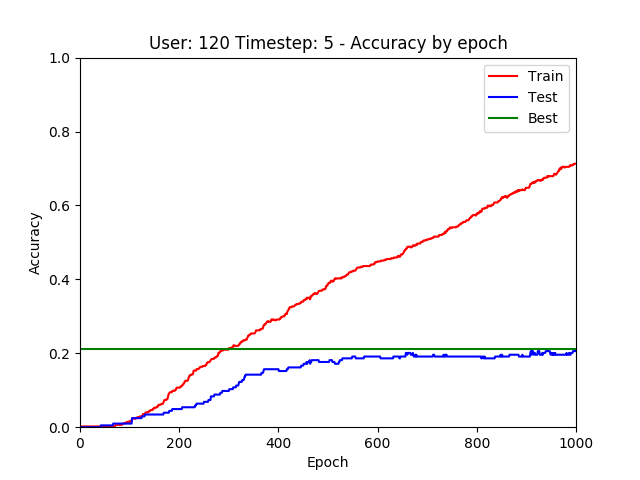 User: 120 Timestep: 5 - Accuracy by epoch
1.0
0.8
0.6
0.4
0.2
0.0
Accuracy
Train
Test
Best
0 200 400 600 800 1000
Epoch